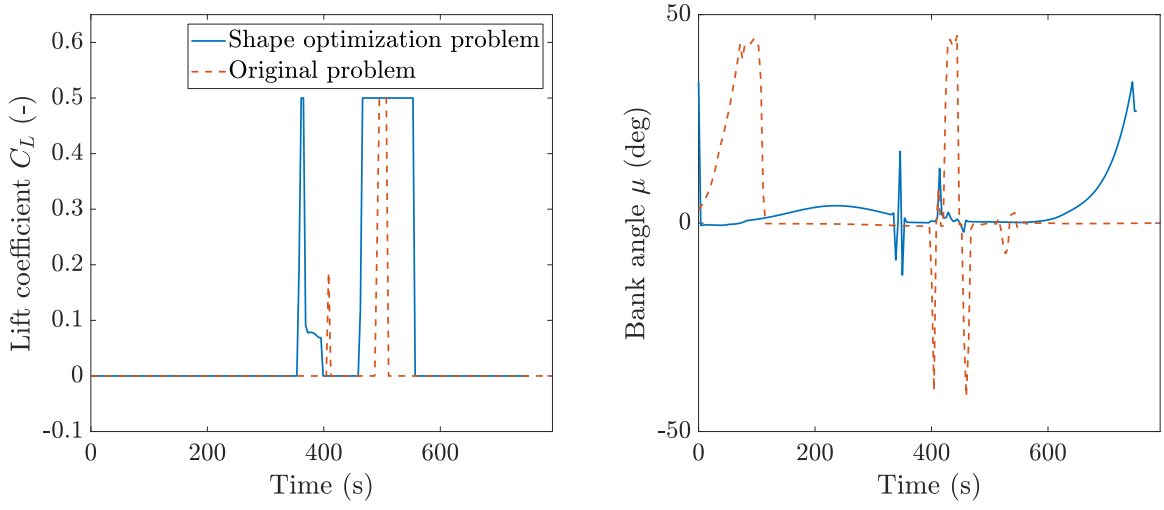 0.6
0.5
0.4
0.3
0.2
0.1
0
-0.1
Lift coefficient C_L (-)
Shape optimization problem
Original problem
0 200 400 600
Time (s)
50
0
-50
Bank angle μ (deg)
0 200 400 600
Time (s)